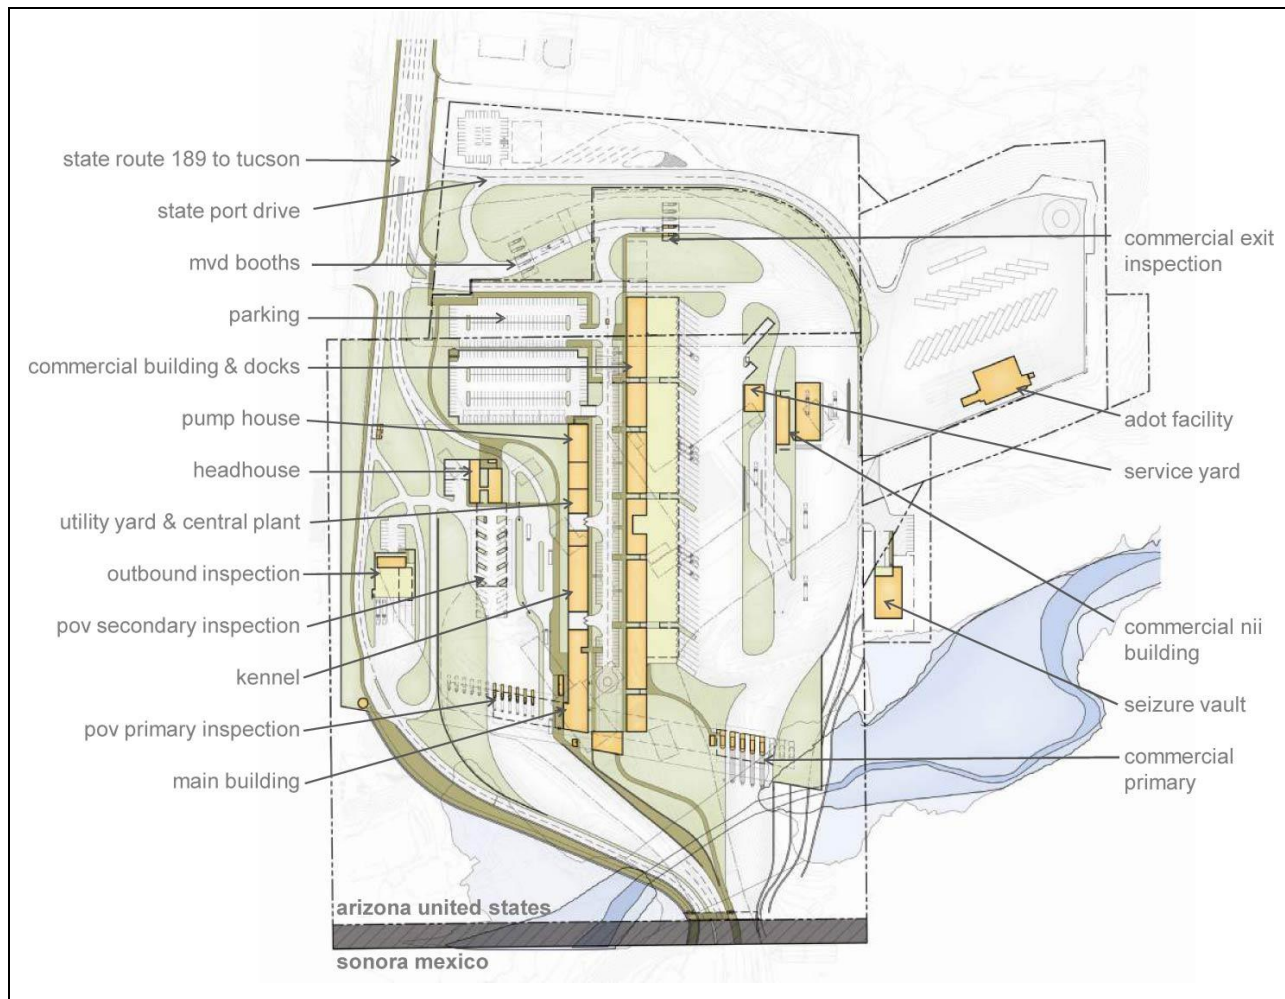 state route 189 to tucson
state port drive
mvd booths
parking
commercial building & docks
pump house
headhouse
utility yard & central plant
outbound inspection
pov secondary inspection
kennel
pov primary inspection
main building
commercial exit
inspection
adot facility
service yard
commercial nii
building
seizure vault
commercial
primary
arizona united states
sonora mexico